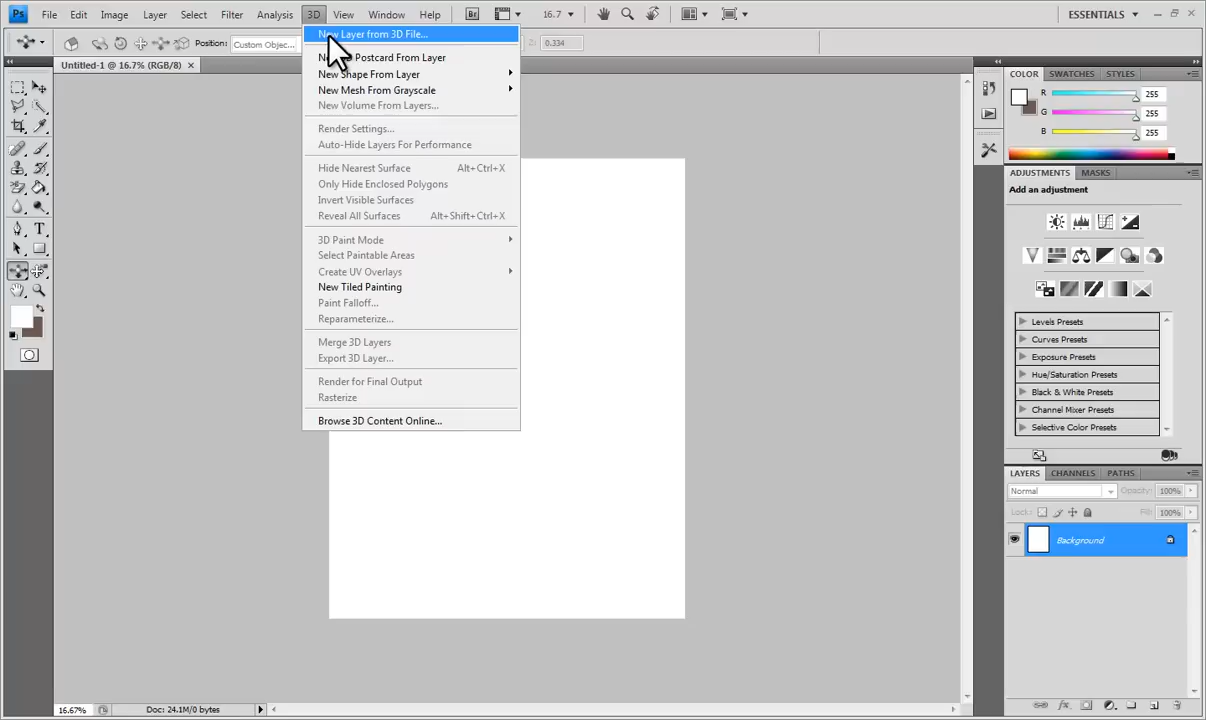 Ps File Edit Image Layer Select Filter Analysis 3D View Window Help Br 16.7 ESSENTIALS
Position: Custom Objec... 0.334
Untitled-1 @ 16.7% (RGB/8)
New Layer from 3D File...
Postcard From Layer
New Shape From Layer
New Mesh From Grayscale
New Volume From Layers...
Render Settings...
Auto-Hide Layers For Performance
Hide Nearest Surface Alt+Ctrl+X
Only Hide Enclosed Polygons
Invert Visible Surfaces
Reveal All Surfaces Alt+Shift+Ctrl+X
3D Paint Mode
Select Paintable Areas
Create UV Overlays
New Tiled Painting
Paint Falloff...
Reparameterize...
Merge 3D Layers
Export 3D Layer...
Render for Final Output
Rasterize
Browse 3D Content Online...
COLOR SWATCHES STYLES
R 255
G 255
B 255
ADJUSTMENTS MASKS
Add an adjustment
Levels Presets
Curves Presets
Exposure Presets
Hue/Saturation Presets
Black & White Presets
Channel Mixer Presets
Selective Color Presets
LAYERS CHANNELS PATHS
Normal Opacity: 100%
Lock: Fill: 100%
Background
16.67% Doc: 24.1M/0 bytes